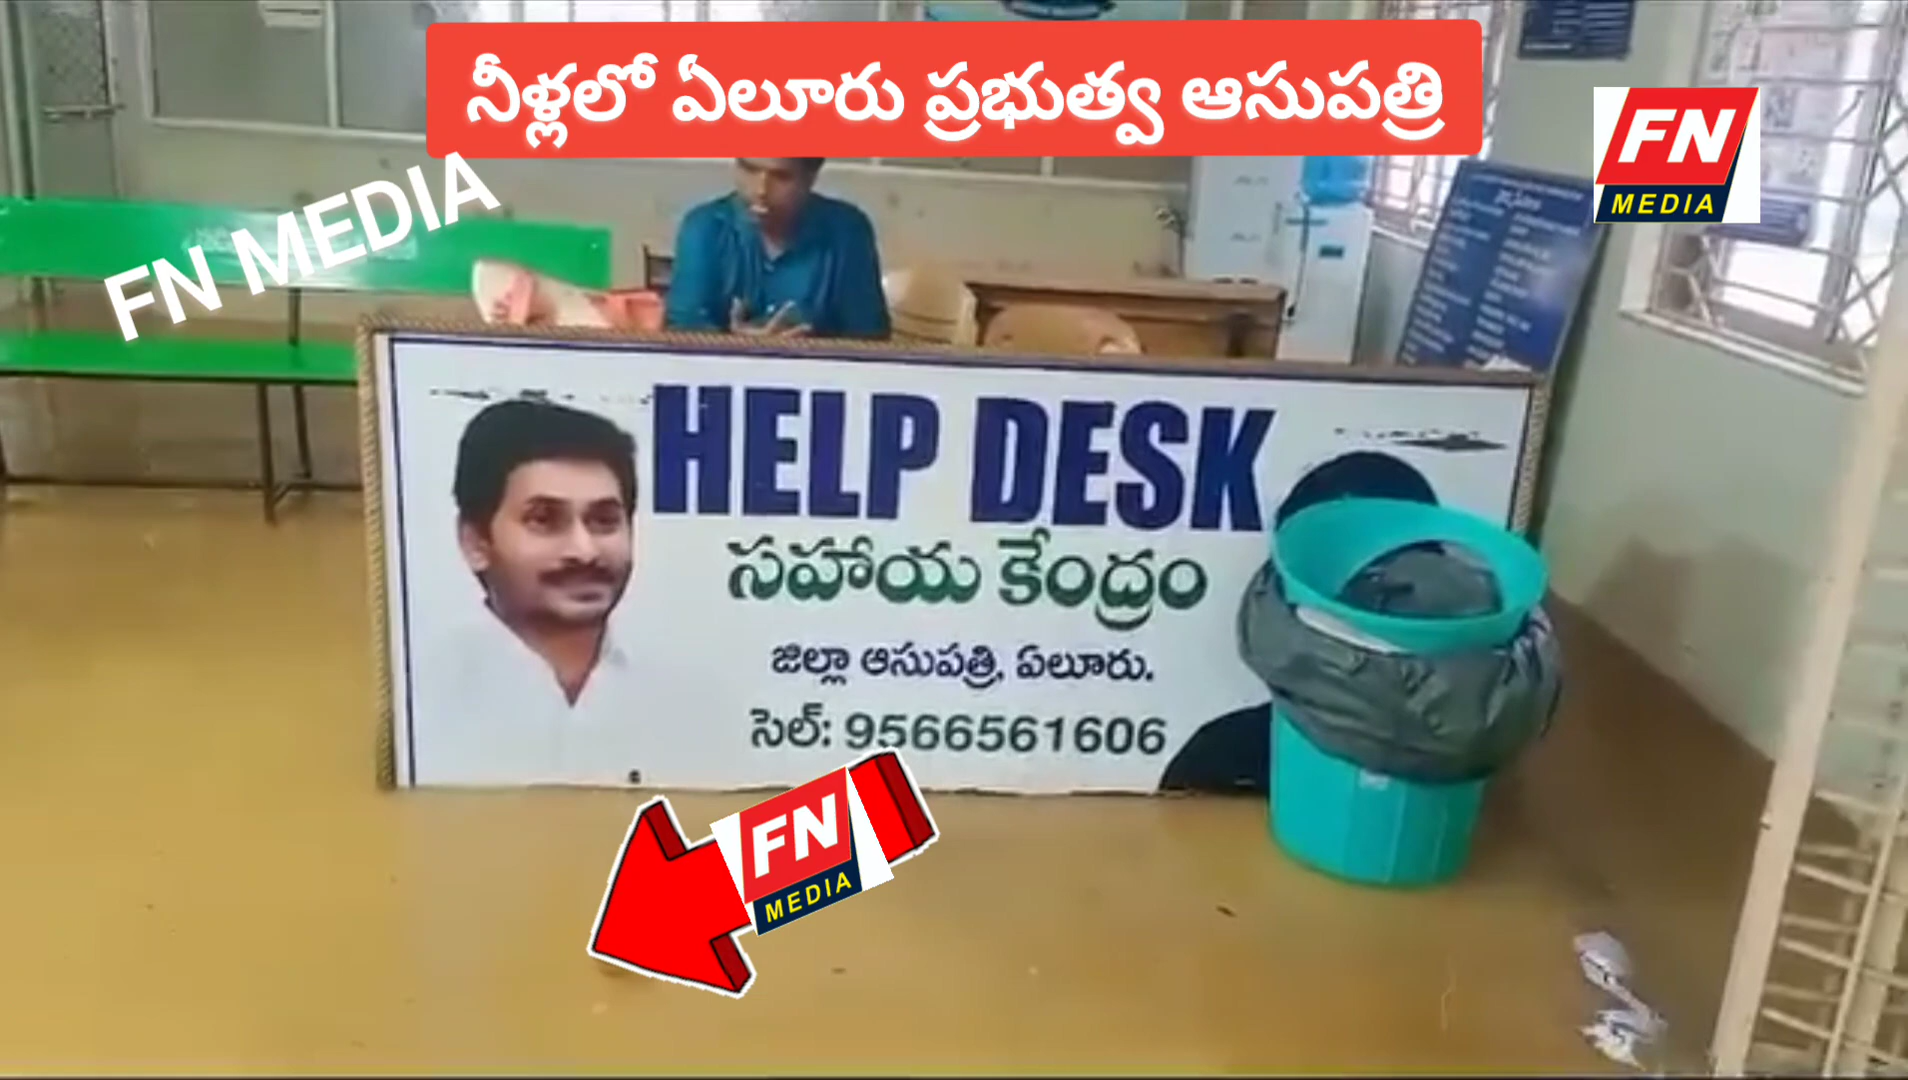 నీళ్లలో ఏలూరు ప్రభుత్వ ఆసుపత్రి
FN
MEDIA
FN MEDIA
HELP DESK
సహాయ కేంద్రం
జిల్లా ఆసుపత్రి, ఏలూరు.
సెల్: 9566561606
FN
MEDIA